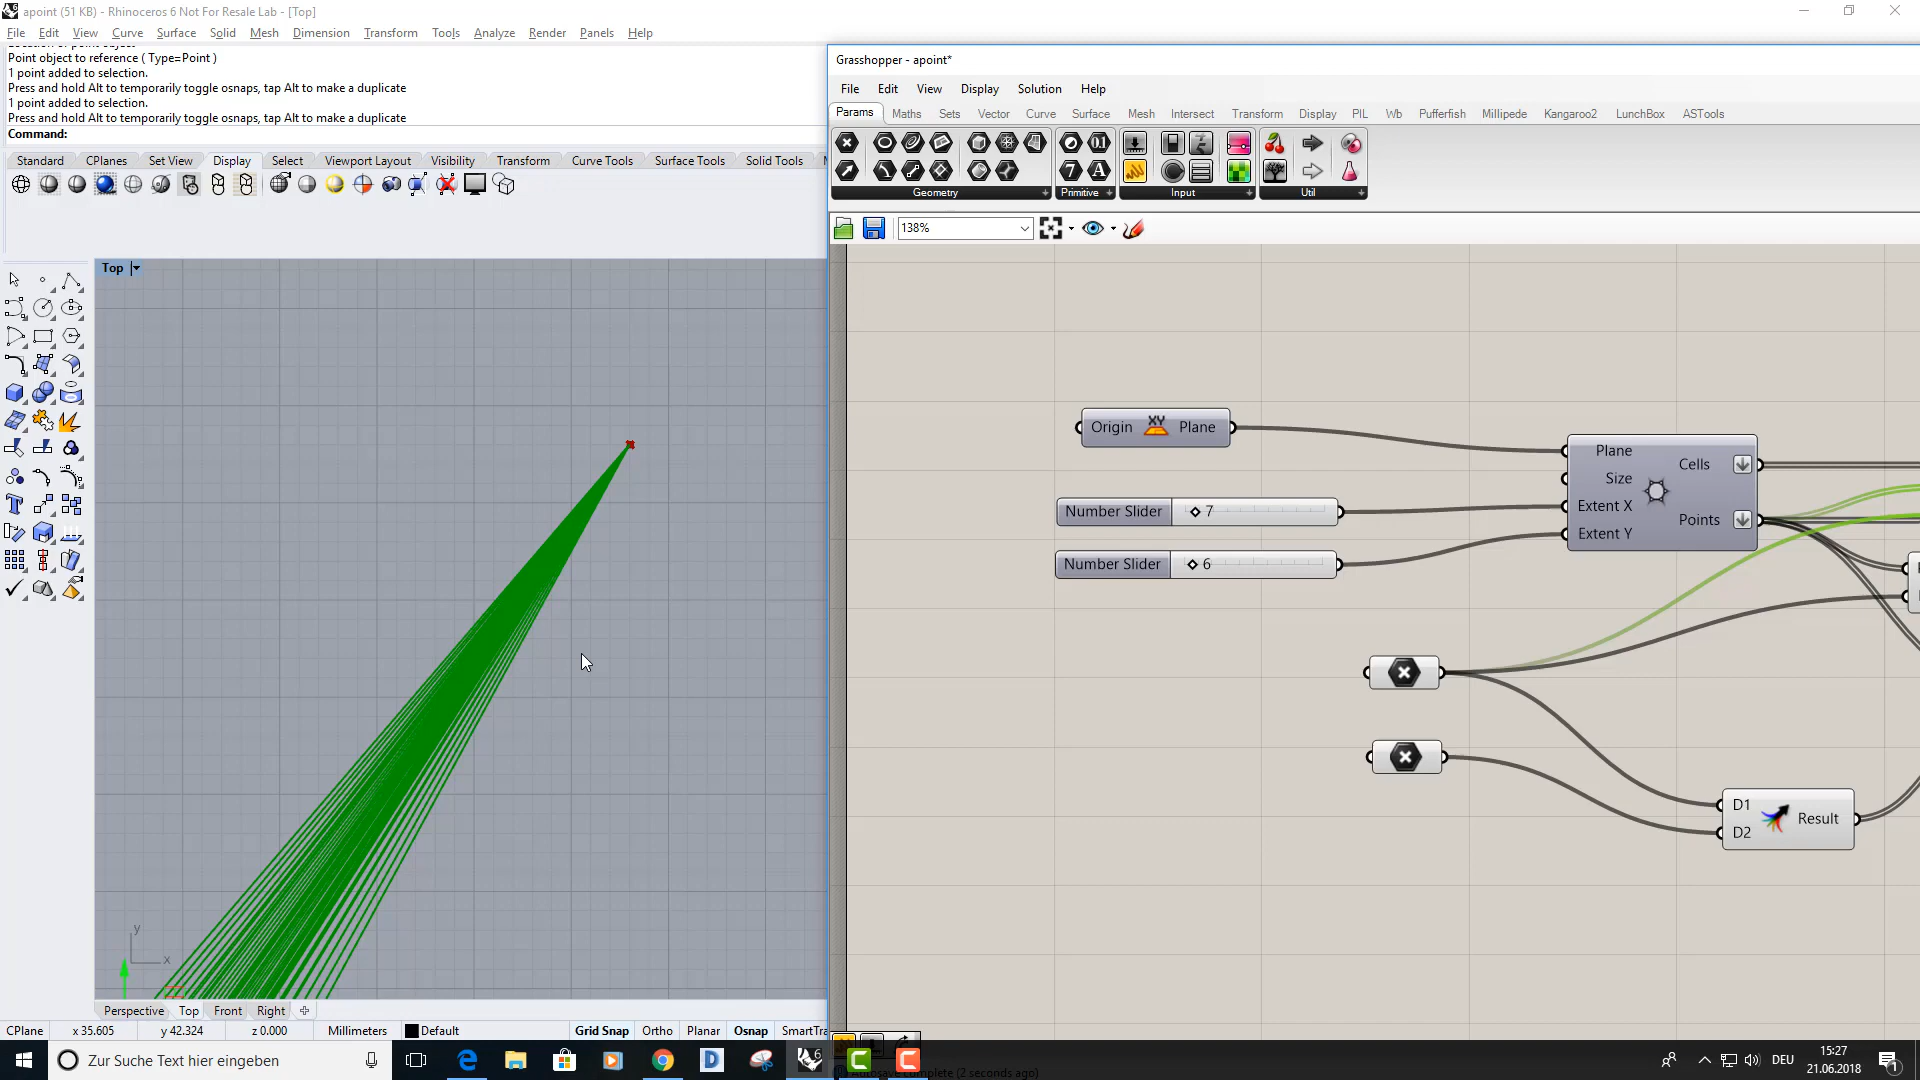 apoint (51 KB) - Rhinoceros 6 Not For Resale Lab - [Top]
File Edit View Curve Surface Solid Mesh Dimension Transform Tools Analyze Render Panels Help
Point object to reference ( Type=Point )
1 point added to selection.
Press and hold Alt to temporarily toggle osnaps, tap Alt to make a duplicate
1 point added to selection.
Press and hold Alt to temporarily toggle osnaps, tap Alt to make a duplicate
Command:
Standard CPlanes Set View Display Select Viewport Layout Visibility Transform Curve Tools Surface Tools Solid Tools
Top
y
x
Perspective Top Front Right
CPlane x 35.605 y 42.324 z 0.000 Millimeters Default Grid Snap Ortho Planar Osnap SmartTra
Grasshopper - apoint*
File Edit View Display Solution Help
Params Maths Sets Vector Curve Surface Mesh Intersect Transform Display PIL Wb Pufferfish Millipede Kangaroo2 LunchBox ASTools
Geometry Primitive Input Util
138%
Origin XY Plane
Number Slider 7
Number Slider 6
Plane
Size
Extent X
Extent Y
Cells
Points
D1
D2
Result
Autosave complete (2 seconds ago)
Zur Suche Text hier eingeben
DEU
15:27
21.06.2018
1